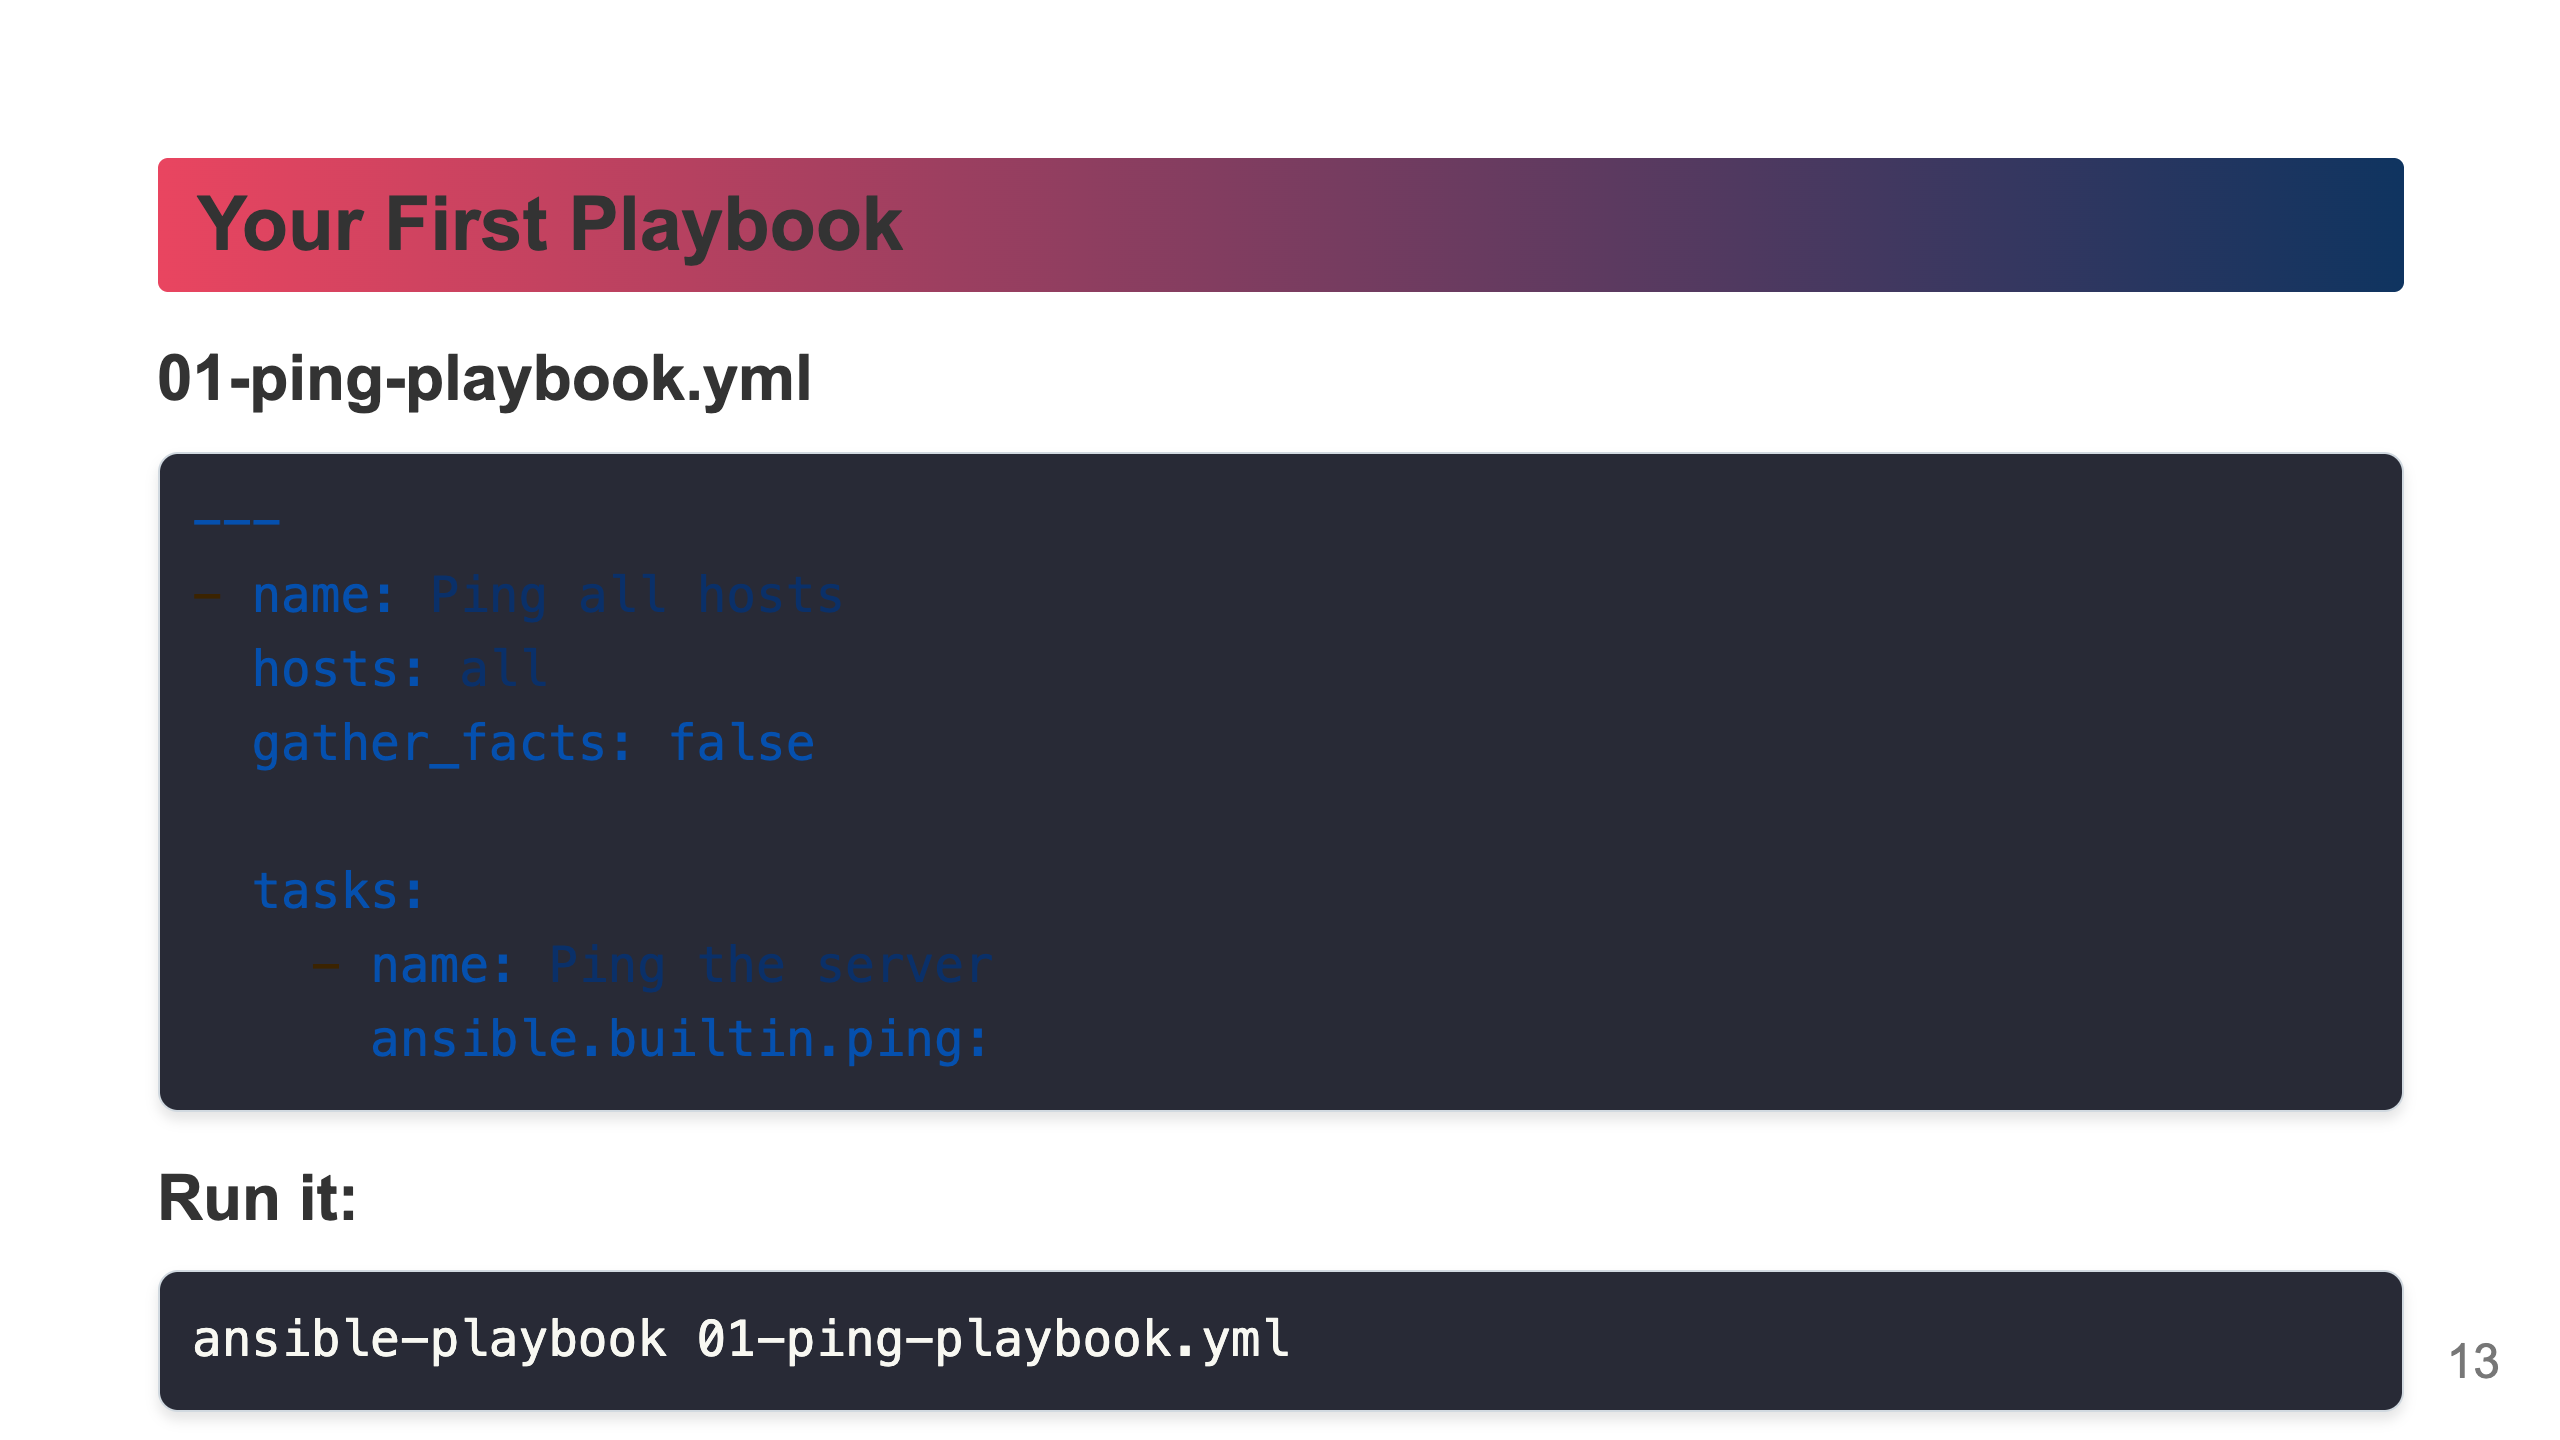 Your First Playbook
01-ping-playbook.yml
---
- name: Ping all hosts
  hosts: all
  gather_facts: false

  tasks:
    - name: Ping the server
      ansible.builtin.ping:
Run it:
ansible-playbook 01-ping-playbook.yml
13